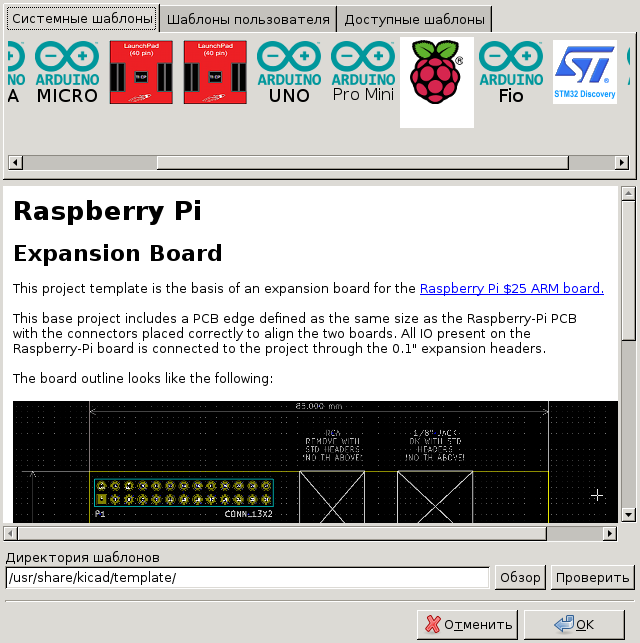 Системные шаблоны
Шаблоны пользователя
Доступные шаблоны
A
ARDUINO
MICRO
LaunchPad
(40 pin)
LaunchPad
(40 pin)
ARDUINO
UNO
ARDUINO
Pro Mini
®
ARDUINO
Fio
ST
STM32 Discovery
Raspberry Pi
Expansion Board
This project template is the basis of an expansion board for the Raspberry Pi $25 ARM board.
This base project includes a PCB edge defined as the same size as the Raspberry-Pi PCB
with the connectors placed correctly to align the two boards. All IO present on the
Raspberry-Pi board is connected to the project through the 0.1" expansion headers.
The board outline looks like the following:
85.000 mm
RCA
REMOVE WITH
STD HEADERS
1/8" JACK
OK WITH STD
HEADERS
P1
CONN_13X2
Директория шаблонов
/usr/share/kicad/template/
Обзор
Проверить
Отменить
OK